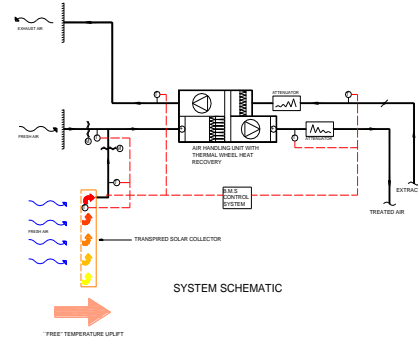 EXHAUST AIR
ATTENUATOR
FRESH AIR
ATTENUATOR
AIR HANDLING UNIT WITH
THERMAL WHEEL HEAT
RECOVERY
B.M.S
CONTROL
SYSTEM
EXTRACT
TREATED AIR
FRESH AIR
TRANSPIRED SOLAR COLLECTOR
SYSTEM SCHEMATIC
"FREE" TEMPERATURE UPLIFT